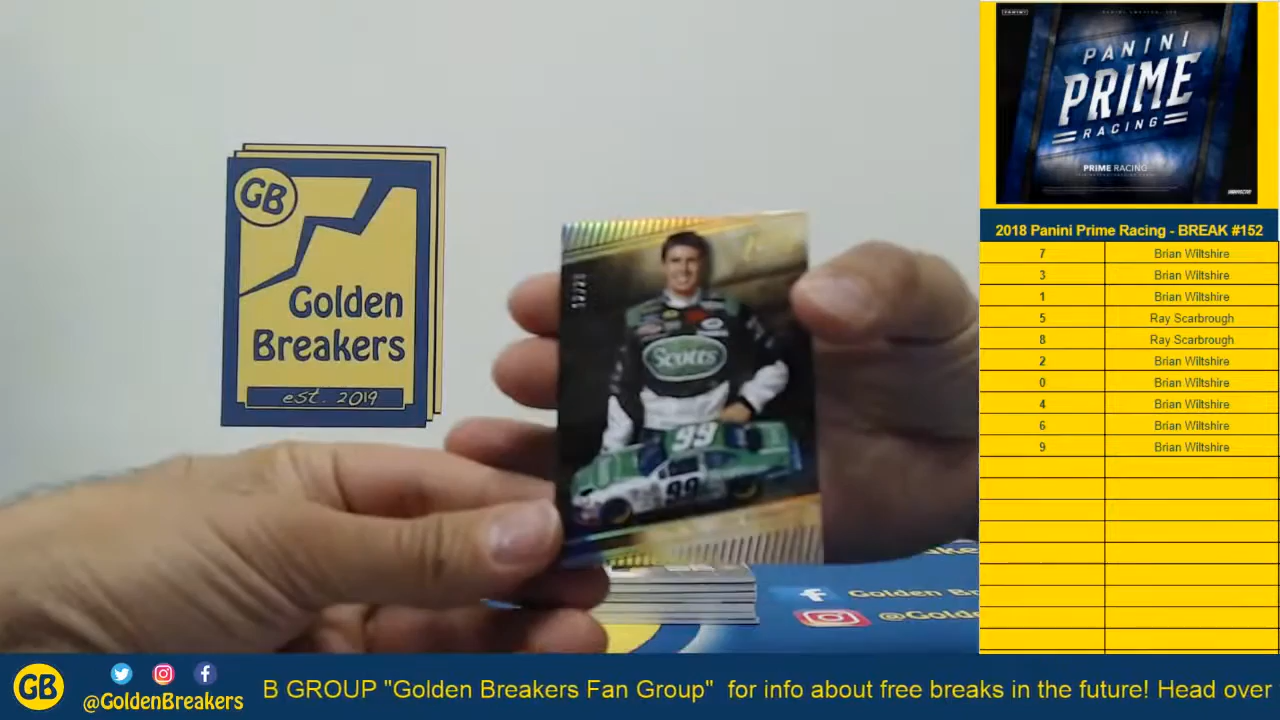 GB
Golden
Breakers
est. 2019
Scotts
99
99
Golden Br
@Golde
PANINI
PRIME
RACING
PRIME RACING
2018 Panini Prime Racing - BREAK #152
7 Brian Wiltshire
3 Brian Wiltshire
1 Brian Wiltshire
5 Ray Scarbrough
8 Ray Scarbrough
2 Brian Wiltshire
0 Brian Wiltshire
4 Brian Wiltshire
6 Brian Wiltshire
9 Brian Wiltshire
GB
@GoldenBreakers
B GROUP "Golden Breakers Fan Group" for info about free breaks in the future! Head over